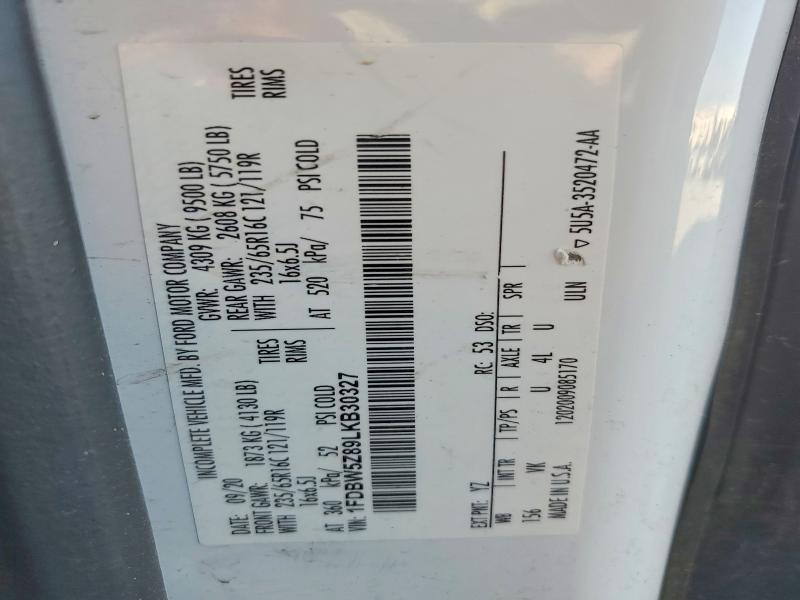 INCOMPLETE VEHICLE MFD. BY FORD MOTOR COMPANY
DATE: 09/20 GVWR: 4309 KG ( 9500 LB)
FRONT GAWR: 1873 KG ( 4130 LB) REAR GAWR: 2608 KG ( 5750 LB)
WITH 235/65R16C 121/119R TIRES WITH 235/65R16C 121/119R TIRES
16x6.5J RIMS 16x6.5J RIMS
AT 360 kPa/ 52 PSI COLD AT 520 kPa/ 75 PSI COLD
VIN: 1FDBW5Z89LKB30327
EXT PNT: YZ RC: 53 DSO:
WB INT TR TP/PS R AXLE TR SPR
156 VK U 4L U
MADE IN U.S.A. 1202009085170 ULN ▽ 5U5A-3520472-AA